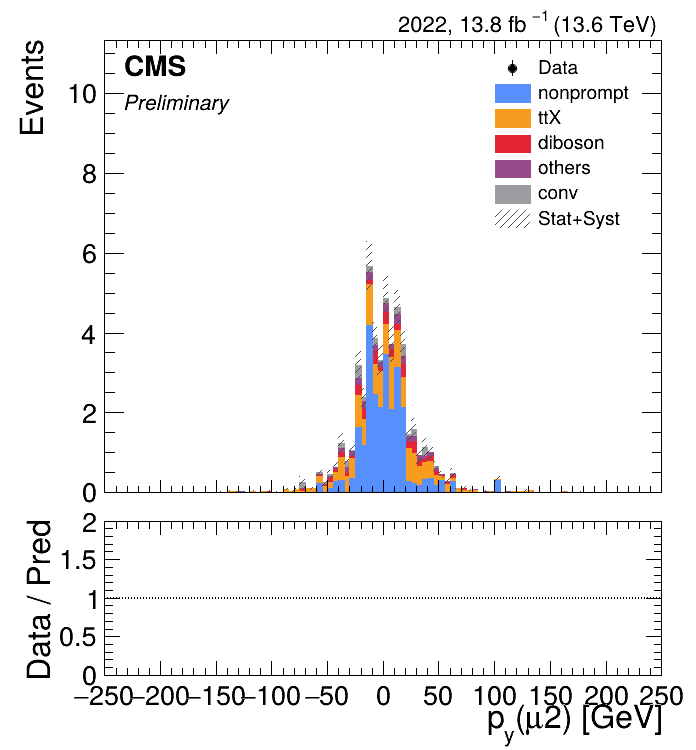 2022, 13.8 fb⁻¹ (13.6 TeV)
CMS
Preliminary
Events
10
8
6
4
2
0
Data
nonprompt
ttX
diboson
others
conv
Stat+Syst
Data / Pred
2
1.5
1
0.5
0
−250 −200 −150 −100 −50 0 50 100 150 200 250
p_y(μ2) [GeV]